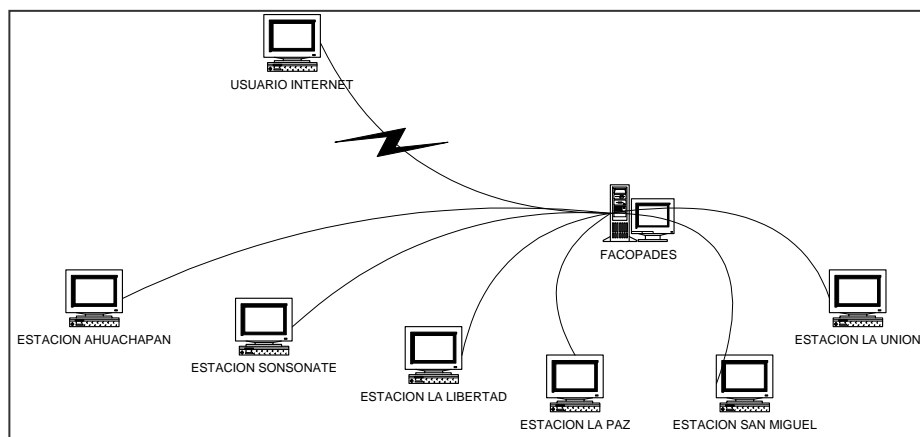 USUARIO INTERNET
FACOPADES
ESTACION AHUACHAPAN
ESTACION LA UNION
ESTACION SONSONATE
ESTACION LA LIBERTAD
ESTACION LA PAZ
ESTACION SAN MIGUEL